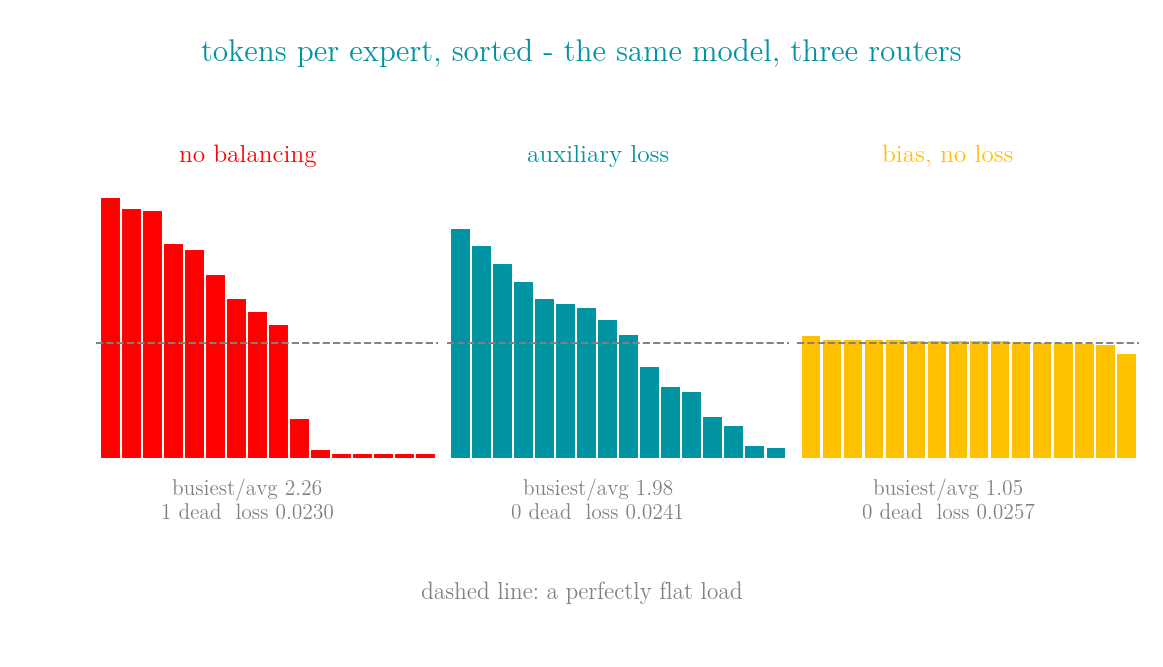 tokens per expert, sorted - the same model, three routers
no balancing
auxiliary loss
bias, no loss
busiest/avg 2.26
1 dead  loss 0.0230
busiest/avg 1.98
0 dead  loss 0.0241
busiest/avg 1.05
0 dead  loss 0.0257
dashed line: a perfectly flat load